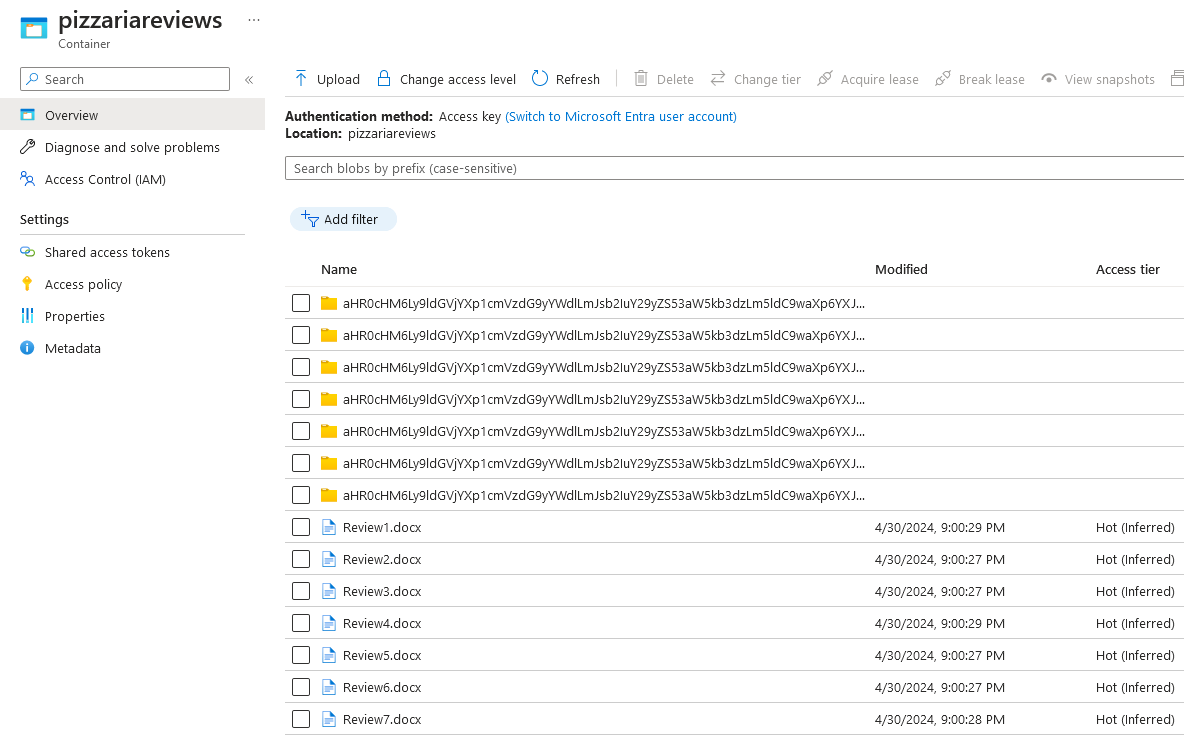 pizzariareviews ...
Container
Search
Overview
Diagnose and solve problems
Access Control (IAM)
Settings
Shared access tokens
Access policy
Properties
Metadata
Upload Change access level Refresh Delete Change tier Acquire lease Break lease View snapshots
Authentication method: Access key (Switch to Microsoft Entra user account)
Location: pizzariareviews
Search blobs by prefix (case-sensitive)
Add filter
Name Modified Access tier
aHR0cHM6Ly9ldGVjYXp1cmVzdG9yYWdlLmJsb2IuY29yZS53aW5kb3dzLm5ldC9waXp6YXJ...
aHR0cHM6Ly9ldGVjYXp1cmVzdG9yYWdlLmJsb2IuY29yZS53aW5kb3dzLm5ldC9waXp6YXJ...
aHR0cHM6Ly9ldGVjYXp1cmVzdG9yYWdlLmJsb2IuY29yZS53aW5kb3dzLm5ldC9waXp6YXJ...
aHR0cHM6Ly9ldGVjYXp1cmVzdG9yYWdlLmJsb2IuY29yZS53aW5kb3dzLm5ldC9waXp6YXJ...
aHR0cHM6Ly9ldGVjYXp1cmVzdG9yYWdlLmJsb2IuY29yZS53aW5kb3dzLm5ldC9waXp6YXJ...
aHR0cHM6Ly9ldGVjYXp1cmVzdG9yYWdlLmJsb2IuY29yZS53aW5kb3dzLm5ldC9waXp6YXJ...
aHR0cHM6Ly9ldGVjYXp1cmVzdG9yYWdlLmJsb2IuY29yZS53aW5kb3dzLm5ldC9waXp6YXJ...
Review1.docx 4/30/2024, 9:00:29 PM Hot (Inferred)
Review2.docx 4/30/2024, 9:00:27 PM Hot (Inferred)
Review3.docx 4/30/2024, 9:00:27 PM Hot (Inferred)
Review4.docx 4/30/2024, 9:00:29 PM Hot (Inferred)
Review5.docx 4/30/2024, 9:00:27 PM Hot (Inferred)
Review6.docx 4/30/2024, 9:00:27 PM Hot (Inferred)
Review7.docx 4/30/2024, 9:00:28 PM Hot (Inferred)